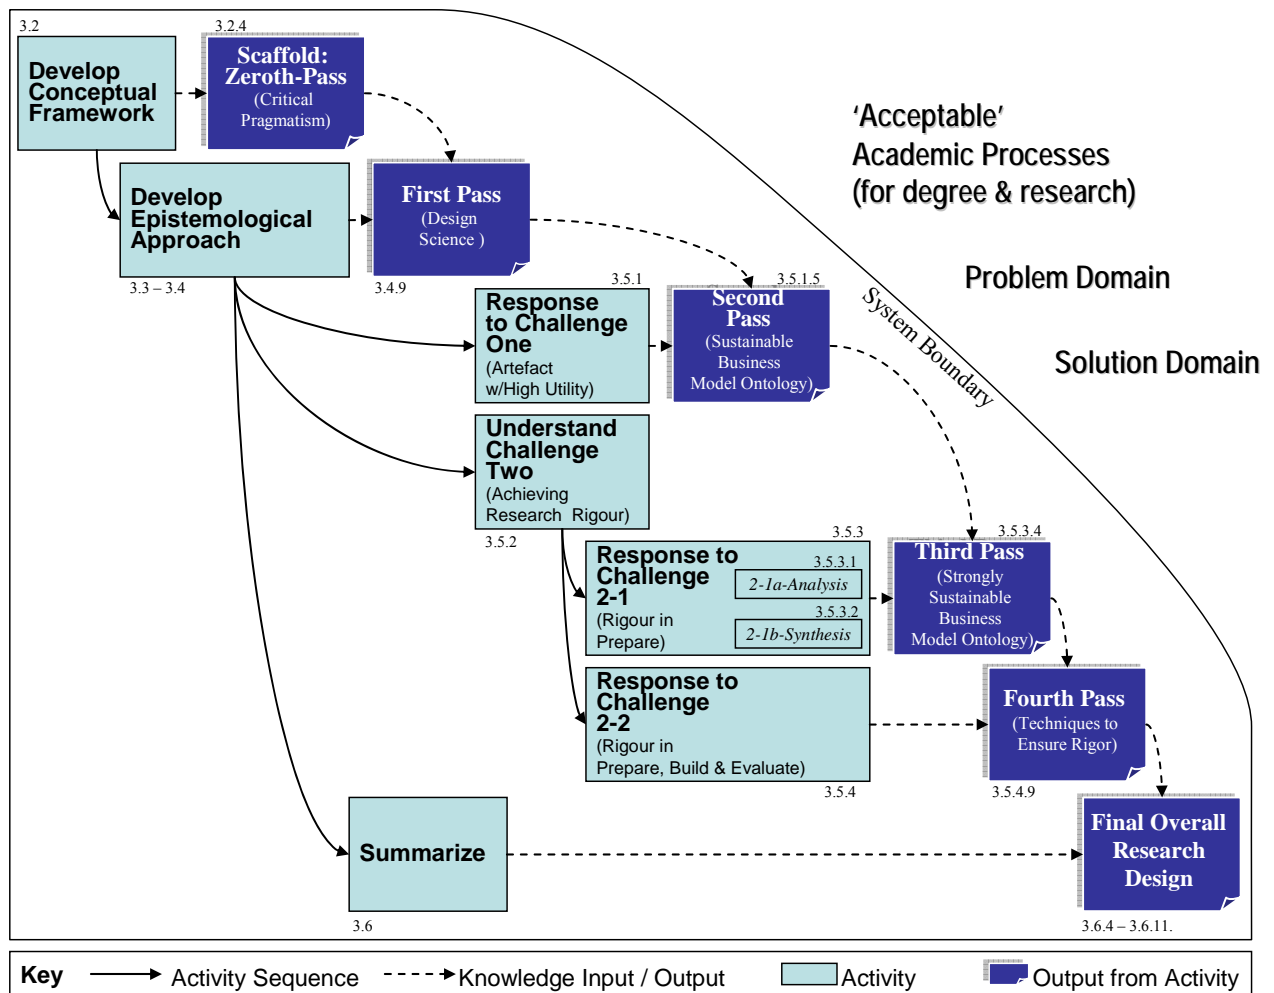 3.2
Develop
Conceptual
Framework
3.2.4
Scaffold:
Zeroth-Pass
(Critical
Pragmatism)
'Acceptable'
Academic Processes
(for degree & research)
Problem Domain
Solution Domain
System Boundary
Develop
Epistemological
Approach
3.3 – 3.4
First Pass
(Design
Science )
3.4.9
3.5.1
Response
to Challenge
One
(Artefact
w/High Utility)
3.5.1.5
Second
Pass
(Sustainable
Business
Model Ontology)
Understand
Challenge
Two
(Achieving
Research Rigour)
3.5.2
3.5.3
Response to
Challenge
2-1
(Rigour in
Prepare)
3.5.3.1
2-1a-Analysis
3.5.3.2
2-1b-Synthesis
3.5.3.4
Third Pass
(Strongly
Sustainable
Business
Model Ontology)
Response to
Challenge
2-2
(Rigour in
Prepare, Build & Evaluate)
3.5.4
Fourth Pass
(Techniques to
Ensure Rigor)
3.5.4.9
Summarize
3.6
Final Overall
Research
Design
3.6.4 – 3.6.11.
Key
Activity Sequence
Knowledge Input / Output
Activity
Output from Activity